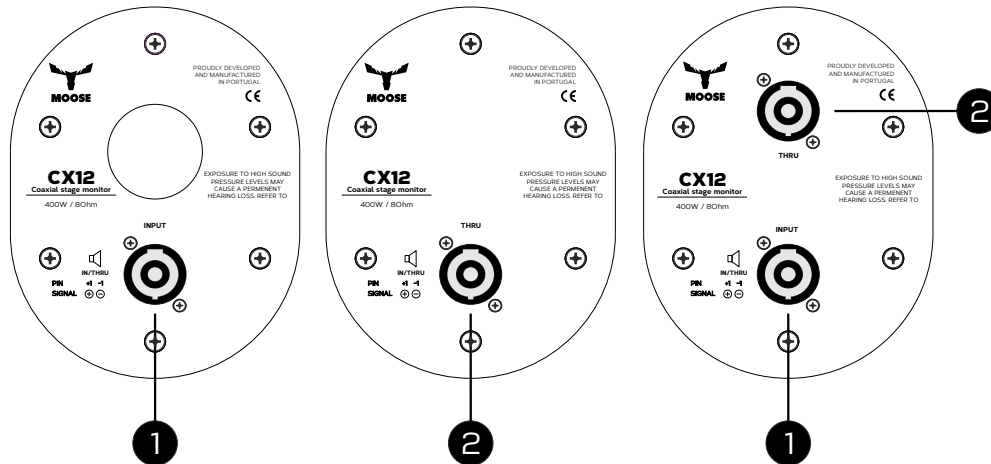 PROUDLY DEVELOPED
AND MANUFACTURED
IN PORTUGAL
CE
MOOSE
CX12
Coaxial stage monitor
400W / 8Ohm
EXPOSURE TO HIGH SOUND
PRESSURE LEVELS MAY
CAUSE A PERMENENT
HEARING LOSS. REFER TO
INPUT
IN/THRU
PIN +1 -1
SIGNAL + −
1
PROUDLY DEVELOPED
AND MANUFACTURED
IN PORTUGAL
CE
MOOSE
CX12
Coaxial stage monitor
400W / 8Ohm
EXPOSURE TO HIGH SOUND
PRESSURE LEVELS MAY
CAUSE A PERMENENT
HEARING LOSS. REFER TO
THRU
IN/THRU
PIN +1 -1
SIGNAL + −
2
PROUDLY DEVELOPED
AND MANUFACTURED
IN PORTUGAL
CE
MOOSE
2
THRU
CX12
Coaxial stage monitor
400W / 8Ohm
EXPOSURE TO HIGH SOUND
PRESSURE LEVELS MAY
CAUSE A PERMENENT
HEARING LOSS. REFER TO
INPUT
IN/THRU
PIN +1 -1
SIGNAL + −
1